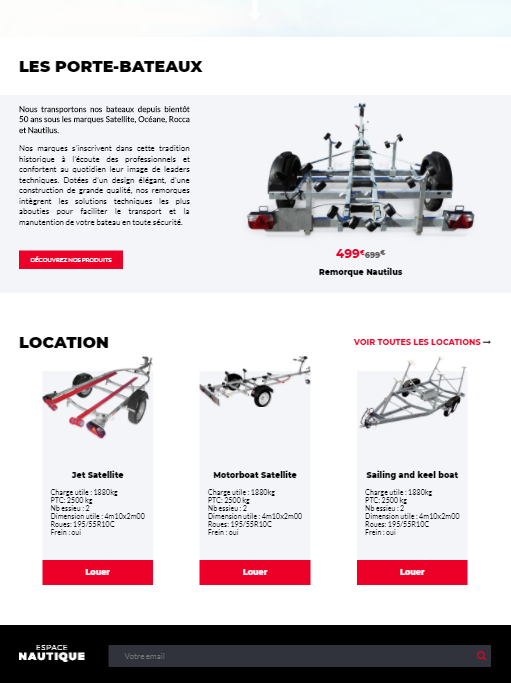 LES PORTE-BATEAUX
Nous transportons nos bateaux depuis bientôt
50 ans sous les marques Satellite, Océane, Rocca
et Nautilus.
Nos marques s'inscrivent dans cette tradition
historique à l'écoute des professionnels et
confortent au quotidien leur image de leaders
techniques. Dotées d'un design élégant, d'une
construction de grande qualité, nos remorques
intègrent les solutions techniques les plus
abouties pour faciliter le transport et la
manutention de votre bateau en toute sécurité.
DÉCOUVREZ NOS PRODUITS
499€ 699€
Remorque Nautilus
LOCATION
VOIR TOUTES LES LOCATIONS →
Jet Satellite
Charge utile : 1880kg
PTC: 2500 kg
Nb essieu : 2
Dimension utile : 4m10x2m00
Roues: 195/55R10C
Frein : oui
Louer
Motorboat Satellite
Charge utile : 1880kg
PTC: 2500 kg
Nb essieu : 2
Dimension utile : 4m10x2m00
Roues: 195/55R10C
Frein : oui
Louer
Sailing and keel boat
Charge utile : 1880kg
PTC: 2500 kg
Nb essieu : 2
Dimension utile : 4m10x2m00
Roues: 195/55R10C
Frein : oui
Louer
ESPACE
NAUTIQUE
Votre email